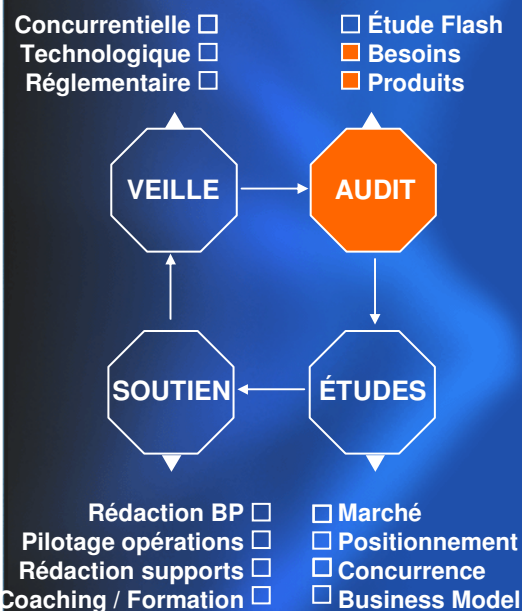 Concurrentielle
Technologique
Réglementaire
Étude Flash
Besoins
Produits
VEILLE
AUDIT
SOUTIEN
ÉTUDES
Rédaction BP
Pilotage opérations
Rédaction supports
Coaching / Formation
Marché
Positionnement
Concurrence
Business Model